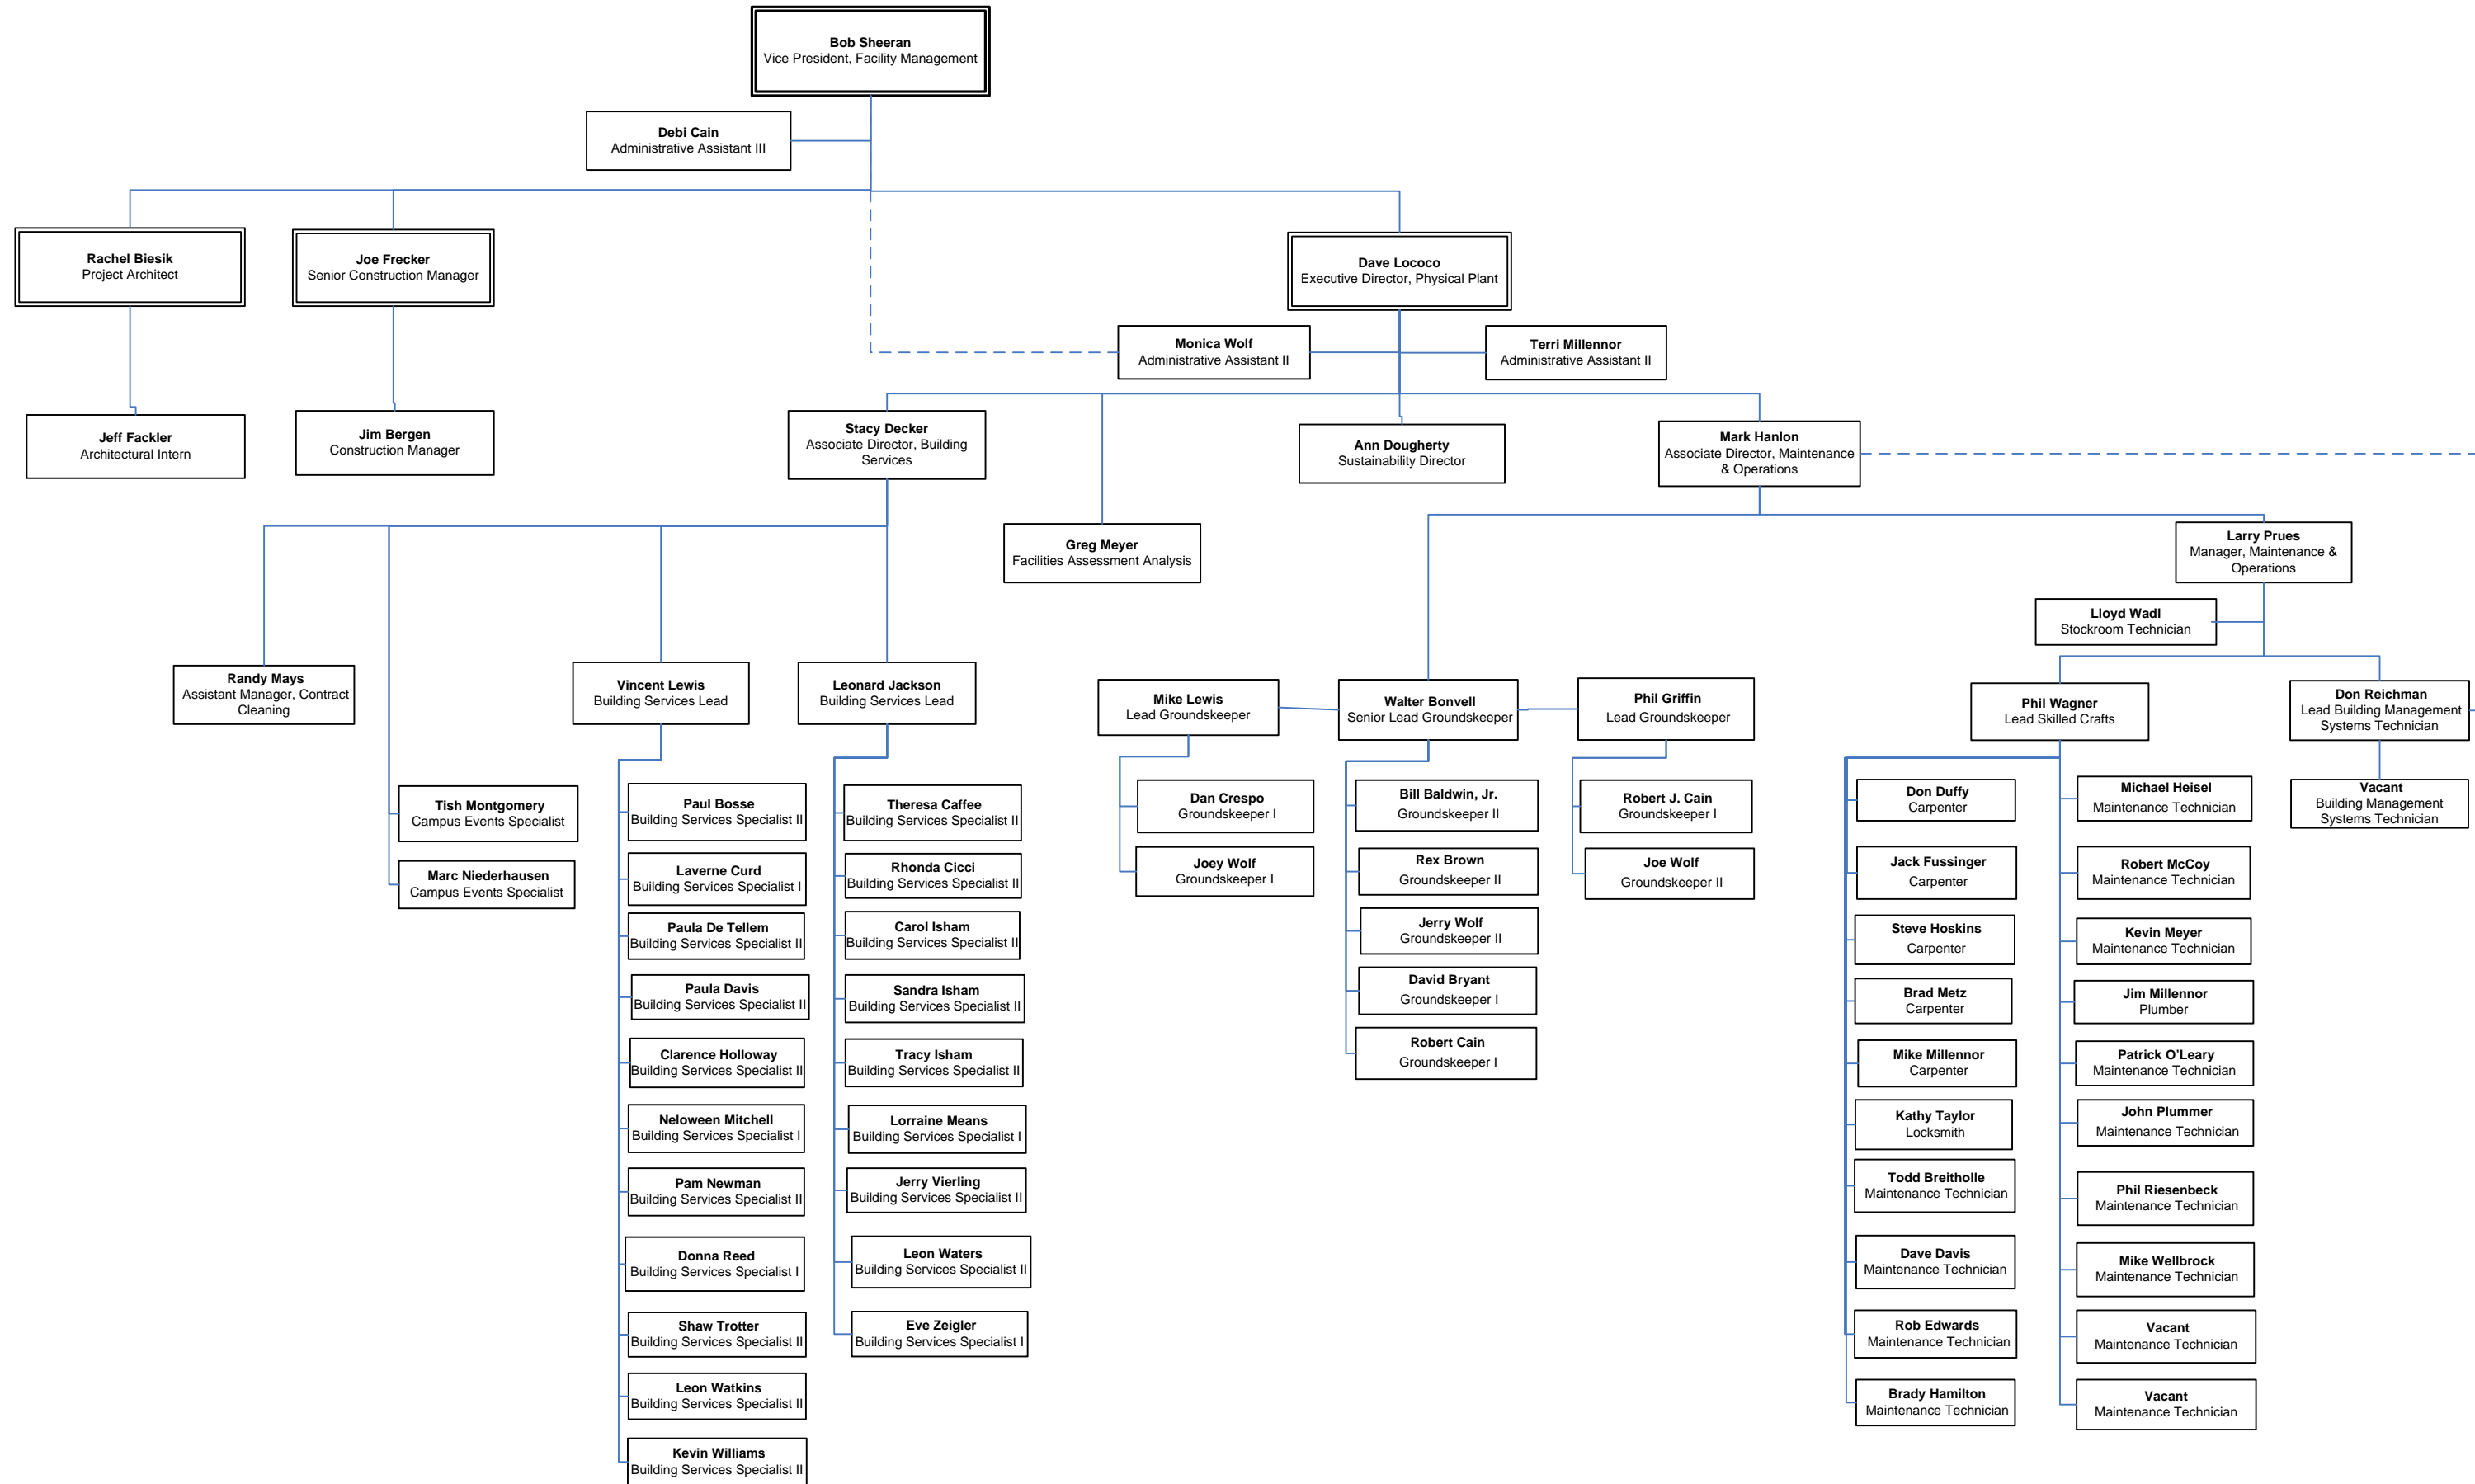 Bob Sheeran
Vice President, Facility Management
Debi Cain
Administrative Assistant III
Rachel Biesik
Project Architect
Joe Frecker
Senior Construction Manager
Dave Lococo
Executive Director, Physical Plant
Monica Wolf
Administrative Assistant II
Terri Millennor
Administrative Assistant II
Jeff Fackler
Architectural Intern
Jim Bergen
Construction Manager
Stacy Decker
Associate Director, Building
Services
Ann Dougherty
Sustainability Director
Mark Hanlon
Associate Director, Maintenance
& Operations
Greg Meyer
Facilities Assessment Analysis
Larry Prues
Manager, Maintenance &
Operations
Lloyd Wadl
Stockroom Technician
Randy Mays
Assistant Manager, Contract
Cleaning
Vincent Lewis
Building Services Lead
Leonard Jackson
Building Services Lead
Mike Lewis
Lead Groundskeeper
Walter Bonvell
Senior Lead Groundskeeper
Phil Griffin
Lead Groundskeeper
Phil Wagner
Lead Skilled Crafts
Don Reichman
Lead Building Management
Systems Technician
Tish Montgomery
Campus Events Specialist
Marc Niederhausen
Campus Events Specialist
Paul Bosse
Building Services Specialist II
Laverne Curd
Building Services Specialist I
Paula De Tellem
Building Services Specialist II
Paula Davis
Building Services Specialist II
Clarence Holloway
Building Services Specialist II
Neloween Mitchell
Building Services Specialist I
Pam Newman
Building Services Specialist II
Donna Reed
Building Services Specialist I
Shaw Trotter
Building Services Specialist II
Leon Watkins
Building Services Specialist II
Kevin Williams
Building Services Specialist II
Theresa Caffee
Building Services Specialist II
Rhonda Cicci
Building Services Specialist II
Carol Isham
Building Services Specialist II
Sandra Isham
Building Services Specialist II
Tracy Isham
Building Services Specialist II
Lorraine Means
Building Services Specialist I
Jerry Vierling
Building Services Specialist II
Leon Waters
Building Services Specialist II
Eve Zeigler
Building Services Specialist I
Dan Crespo
Groundskeeper I
Joey Wolf
Groundskeeper I
Bill Baldwin, Jr.
Groundskeeper II
Rex Brown
Groundskeeper II
Jerry Wolf
Groundskeeper II
David Bryant
Groundskeeper I
Robert Cain
Groundskeeper I
Robert J. Cain
Groundskeeper I
Joe Wolf
Groundskeeper II
Don Duffy
Carpenter
Jack Fussinger
Carpenter
Steve Hoskins
Carpenter
Brad Metz
Carpenter
Mike Millennor
Carpenter
Kathy Taylor
Locksmith
Todd Breitholle
Maintenance Technician
Dave Davis
Maintenance Technician
Rob Edwards
Maintenance Technician
Brady Hamilton
Maintenance Technician
Michael Heisel
Maintenance Technician
Robert McCoy
Maintenance Technician
Kevin Meyer
Maintenance Technician
Jim Millennor
Plumber
Patrick O'Leary
Maintenance Technician
John Plummer
Maintenance Technician
Phil Riesenbeck
Maintenance Technician
Mike Wellbrock
Maintenance Technician
Vacant
Maintenance Technician
Vacant
Maintenance Technician
Vacant
Building Management
Systems Technician